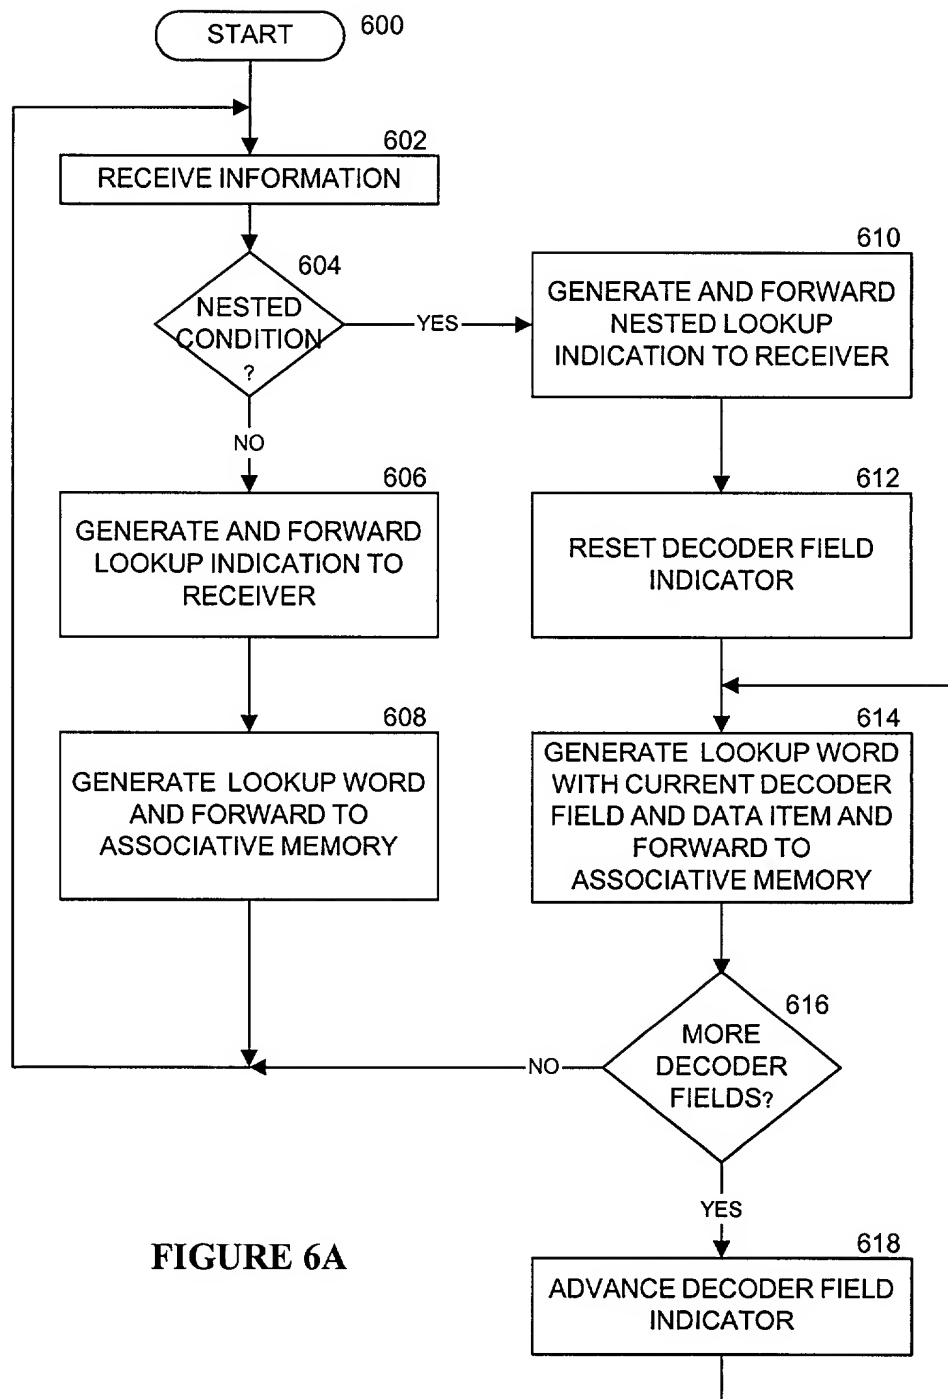 START
600
602
RECEIVE INFORMATION
604
NESTED
CONDITION
?
YES
NO
606
GENERATE AND FORWARD
LOOKUP INDICATION TO
RECEIVER
608
GENERATE LOOKUP WORD
AND FORWARD TO
ASSOCIATIVE MEMORY
610
GENERATE AND FORWARD
NESTED LOOKUP
INDICATION TO RECEIVER
612
RESET DECODER FIELD
INDICATOR
614
GENERATE LOOKUP WORD
WITH CURRENT DECODER
FIELD AND DATA ITEM AND
FORWARD TO
ASSOCIATIVE MEMORY
616
MORE
DECODER
FIELDS?
NO
YES
618
ADVANCE DECODER FIELD
INDICATOR
FIGURE 6A